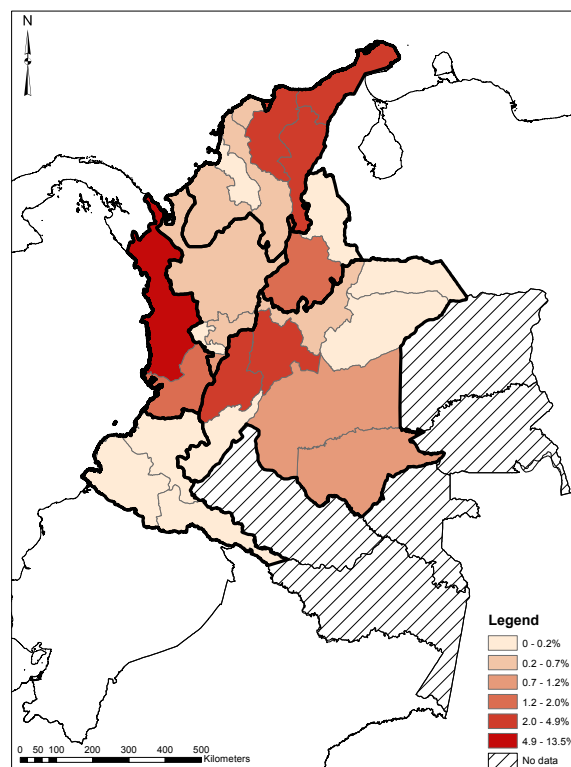 N
Legend
0 - 0.2%
0.2 - 0.7%
0.7 - 1.2%
1.2 - 2.0%
2.0 - 4.9%
4.9 - 13.5%
No data
0 50 100 200 300 400 500
Kilometers